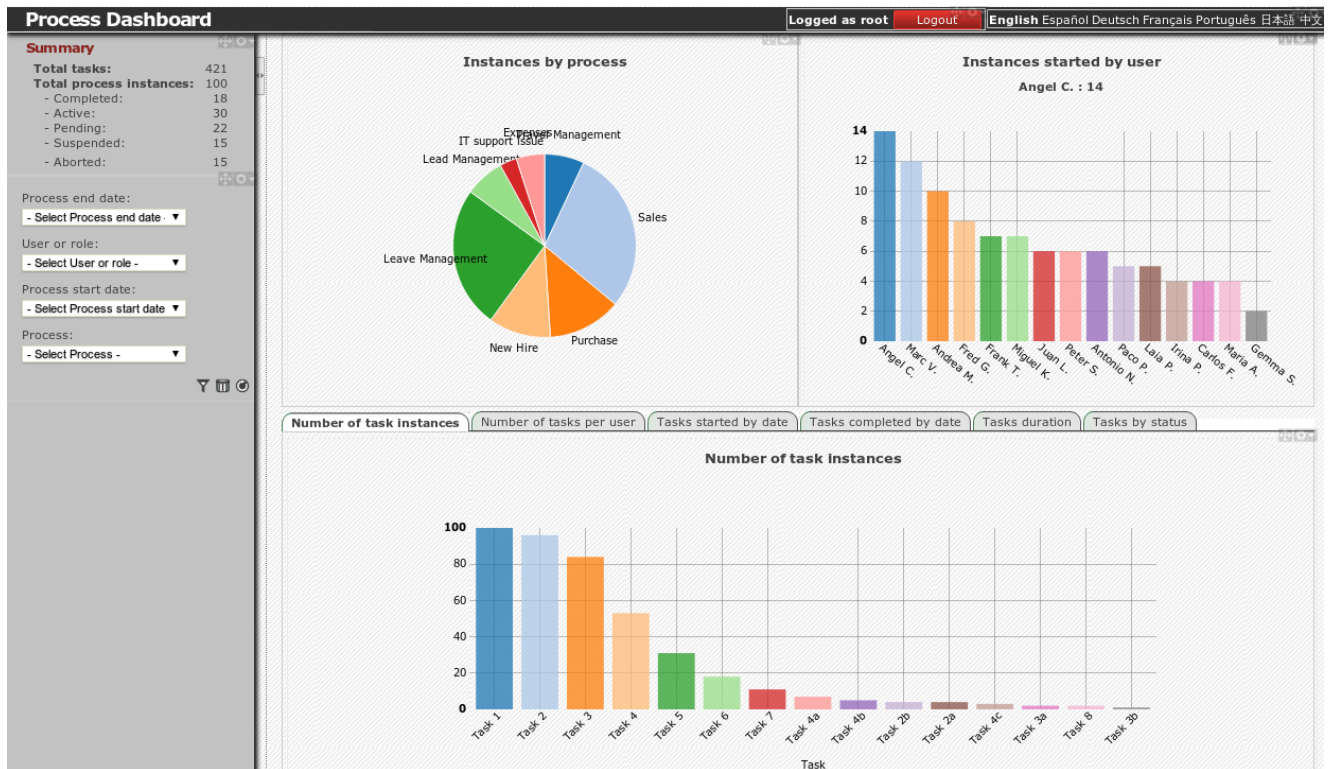 Process Dashboard
Logged as root Logout English Español Deutsch Français Português 日本語 中文
Summary
Total tasks: 421
Total process instances: 100
- Completed: 18
- Active: 30
- Pending: 22
- Suspended: 15
- Aborted: 15
Process end date:
- Select Process end date -
User or role:
- Select User or role -
Process start date:
- Select Process start date
Process:
- Select Process -
Instances by process
Travel Management
Expenses
IT support issue
Lead Management
Sales
Leave Management
Purchase
New Hire
Instances started by user
Angel C. : 14
14
12
10
8
6
4
2
0
Angel C.
Marc V.
Andrea M.
Fred G.
Frank T.
Miguel K.
Juan L.
Peter S.
Antonio N.
Paco P.
Laia P.
Irina P.
Carlos F.
Maria A.
Gemma S.
Number of task instances
Number of tasks per user
Tasks started by date
Tasks completed by date
Tasks duration
Tasks by status
Number of task instances
100
80
60
40
20
0
Task 1
Task 2
Task 3
Task 4
Task 5
Task 6
Task 7
Task 4a
Task 4b
Task 2b
Task 2a
Task 4c
Task 3a
Task 8
Task 3b
Task